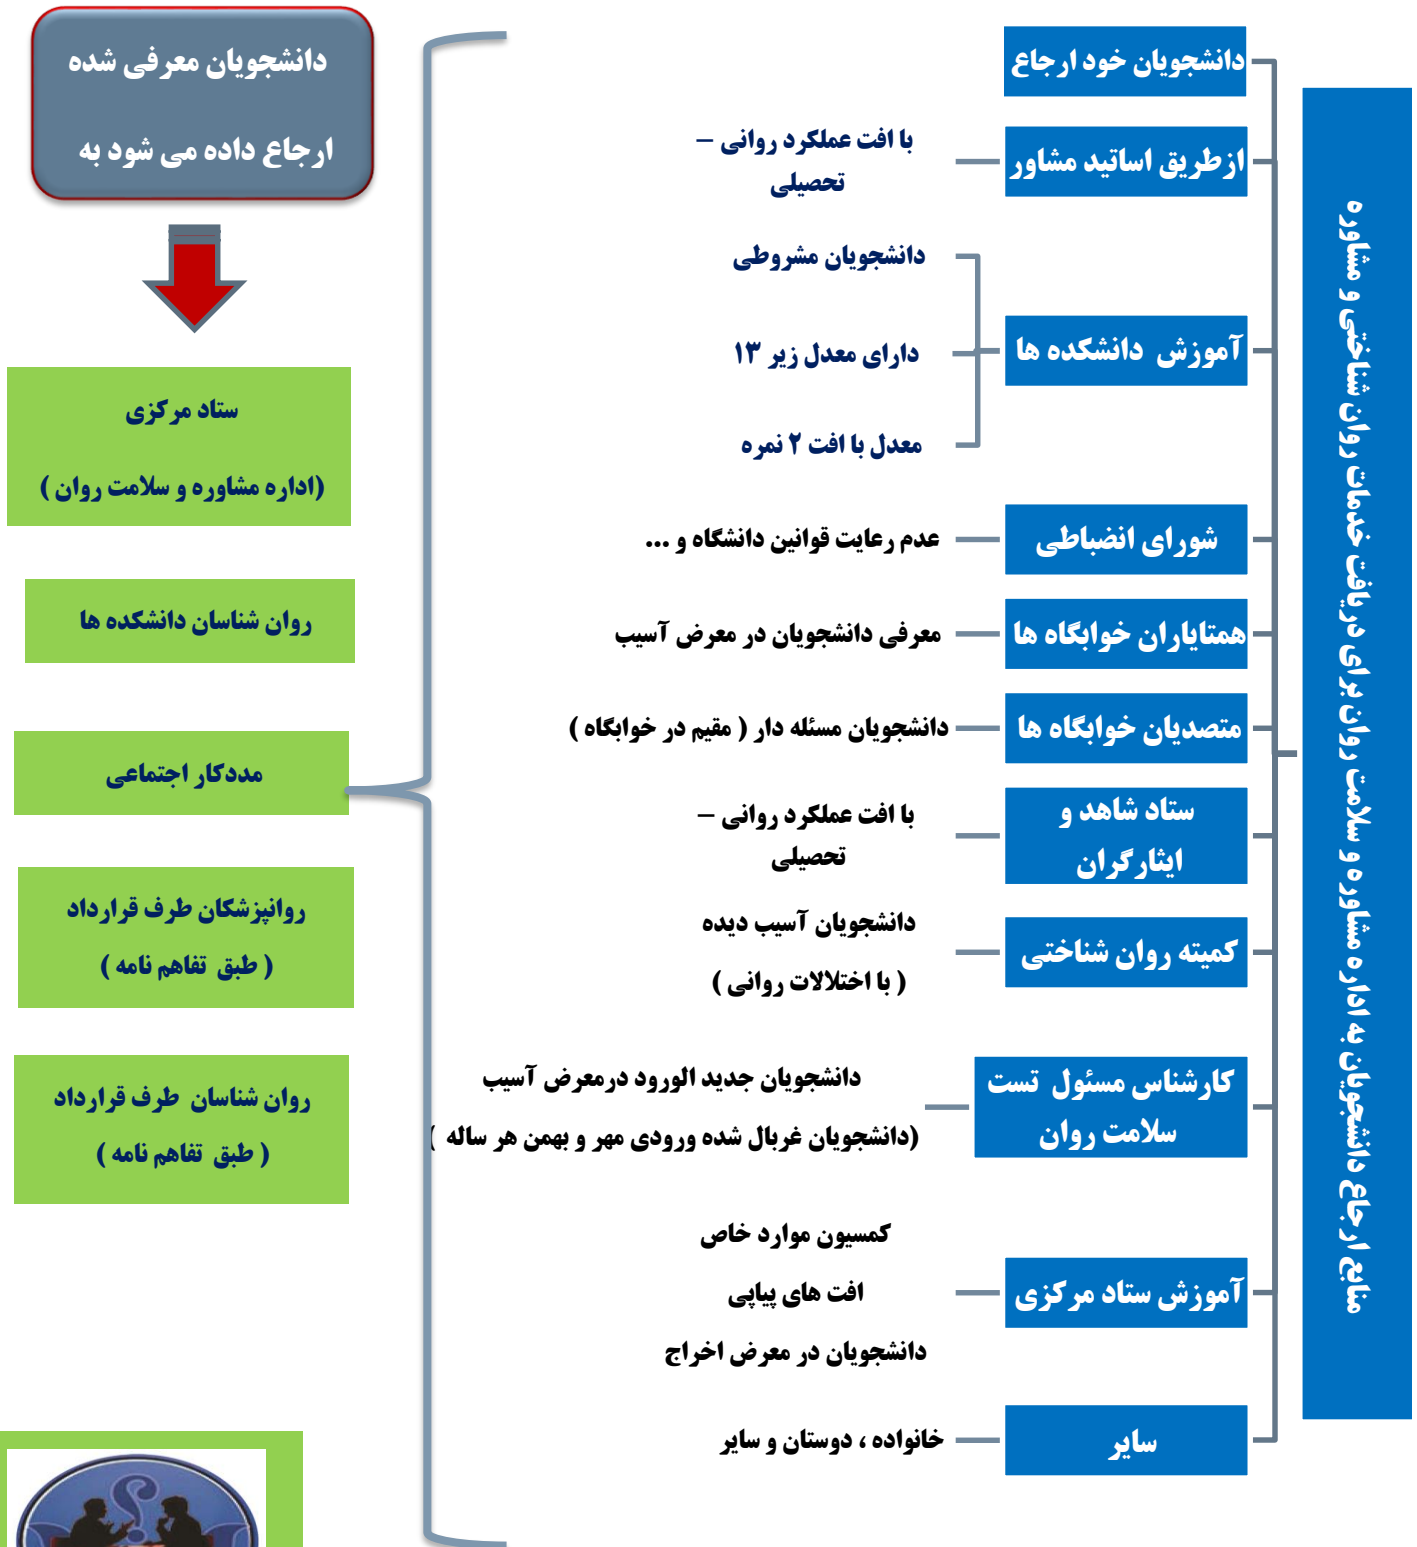 منابع ارجاع دانشجویان به اداره مشاوره و سلامت روان برای دریافت خدمات روان شناختی و مشاوره
دانشجویان خود ارجاع
ازطریق اساتید مشاور
با افت عملکرد روانی –
تحصیلی
آموزش دانشکده ها
دانشجویان مشروطی
دارای معدل زیر ۱۳
معدل با افت ۲ نمره
شورای انضباطی
عدم رعایت قوانین دانشگاه و ...
همتایاران خوابگاه ها
معرفی دانشجویان در معرض آسیب
متصدیان خوابگاه ها
دانشجویان مسئله دار ( مقیم در خوابگاه )
ستاد شاهد و
ایثارگران
با افت عملکرد روانی –
تحصیلی
کمیته روان شناختی
دانشجویان آسیب دیده
( با اختلالات روانی )
کارشناس مسئول تست
سلامت روان
دانشجویان جدید الورود درمعرض آسیب
(دانشجویان غربال شده ورودی مهر و بهمن هر ساله )
آموزش ستاد مرکزی
کمسیون موارد خاص
افت های پیاپی
دانشجویان در معرض اخراج
سایر
خانواده ، دوستان و سایر
دانشجویان معرفی شده
ارجاع داده می شود به
ستاد مرکزی
(اداره مشاوره و سلامت روان )
روان شناسان دانشکده ها
مددکار اجتماعی
روانپزشکان طرف قرارداد
( طبق تفاهم نامه )
روان شناسان طرف قرارداد
( طبق تفاهم نامه )